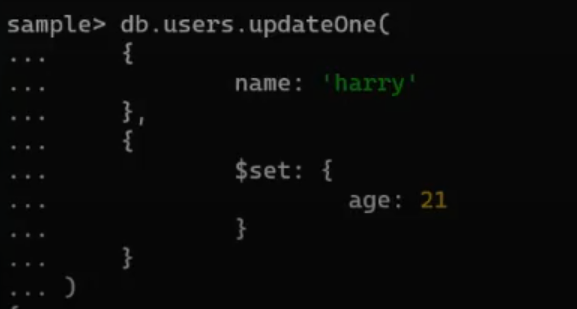 sample> db.users.updateOne(
...     {
...             name: 'harry'
...     },
...     {
...             $set: {
...                     age: 21
...             }
...     }
... )